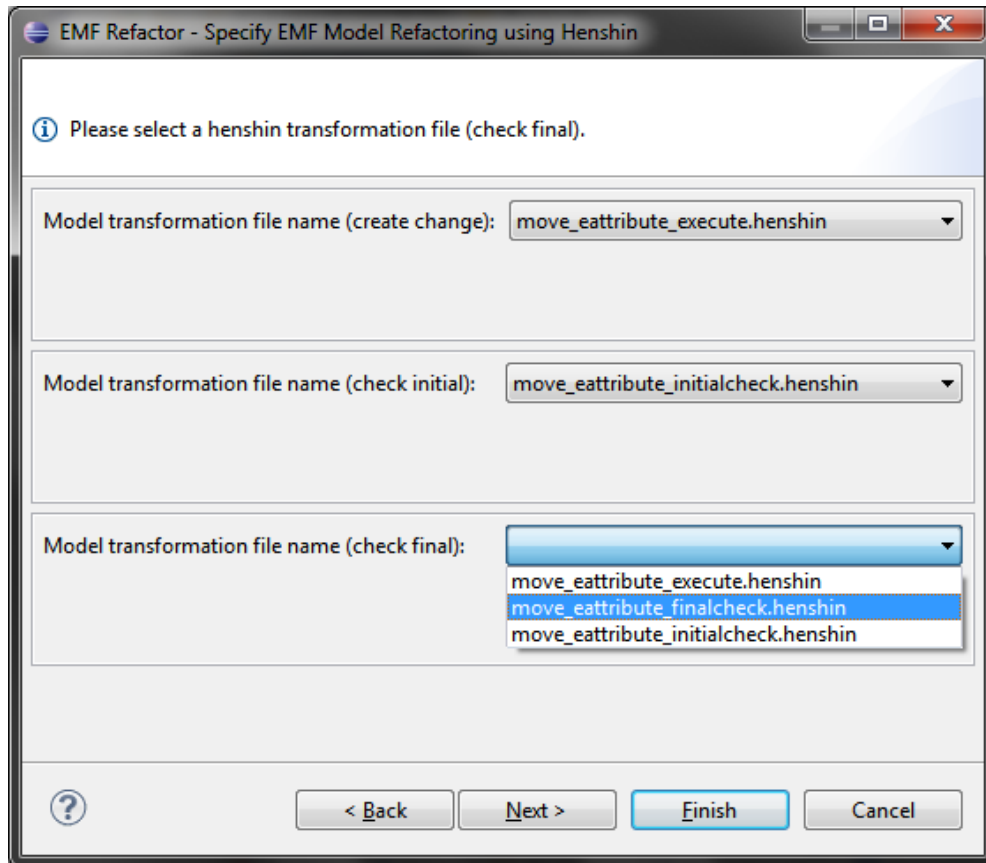 EMF Refactor - Specify EMF Model Refactoring using Henshin
Please select a henshin transformation file (check final).
Model transformation file name (create change): move_eattribute_execute.henshin
Model transformation file name (check initial): move_eattribute_initialcheck.henshin
Model transformation file name (check final):
move_eattribute_execute.henshin
move_eattribute_finalcheck.henshin
move_eattribute_initialcheck.henshin
< Back Next > Finish Cancel